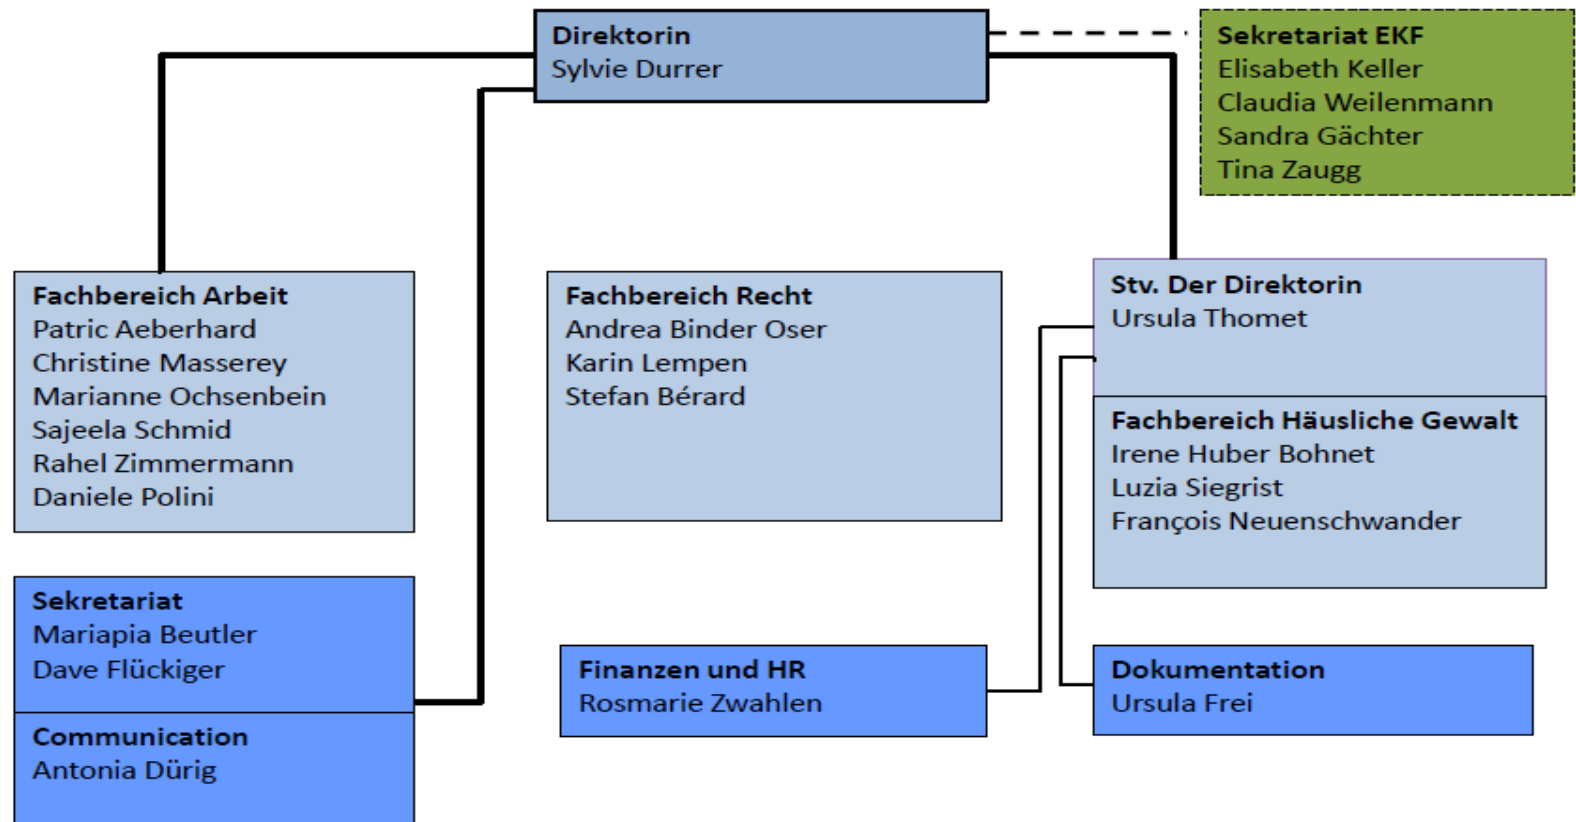 Direktorin
Sylvie Durrer
Sekretariat EKF
Elisabeth Keller
Claudia Weilenmann
Sandra Gächter
Tina Zaugg
Fachbereich Arbeit
Patric Aeberhard
Christine Masserey
Marianne Ochsenbein
Sajeela Schmid
Rahel Zimmermann
Daniele Polini
Fachbereich Recht
Andrea Binder Oser
Karin Lempen
Stefan Bérard
Stv. Der Direktorin
Ursula Thomet
Fachbereich Häusliche Gewalt
Irene Huber Bohnet
Luzia Siegrist
François Neuenschwander
Sekretariat
Mariapia Beutler
Dave Flückiger
Communication
Antonia Dürig
Finanzen und HR
Rosmarie Zwahlen
Dokumentation
Ursula Frei